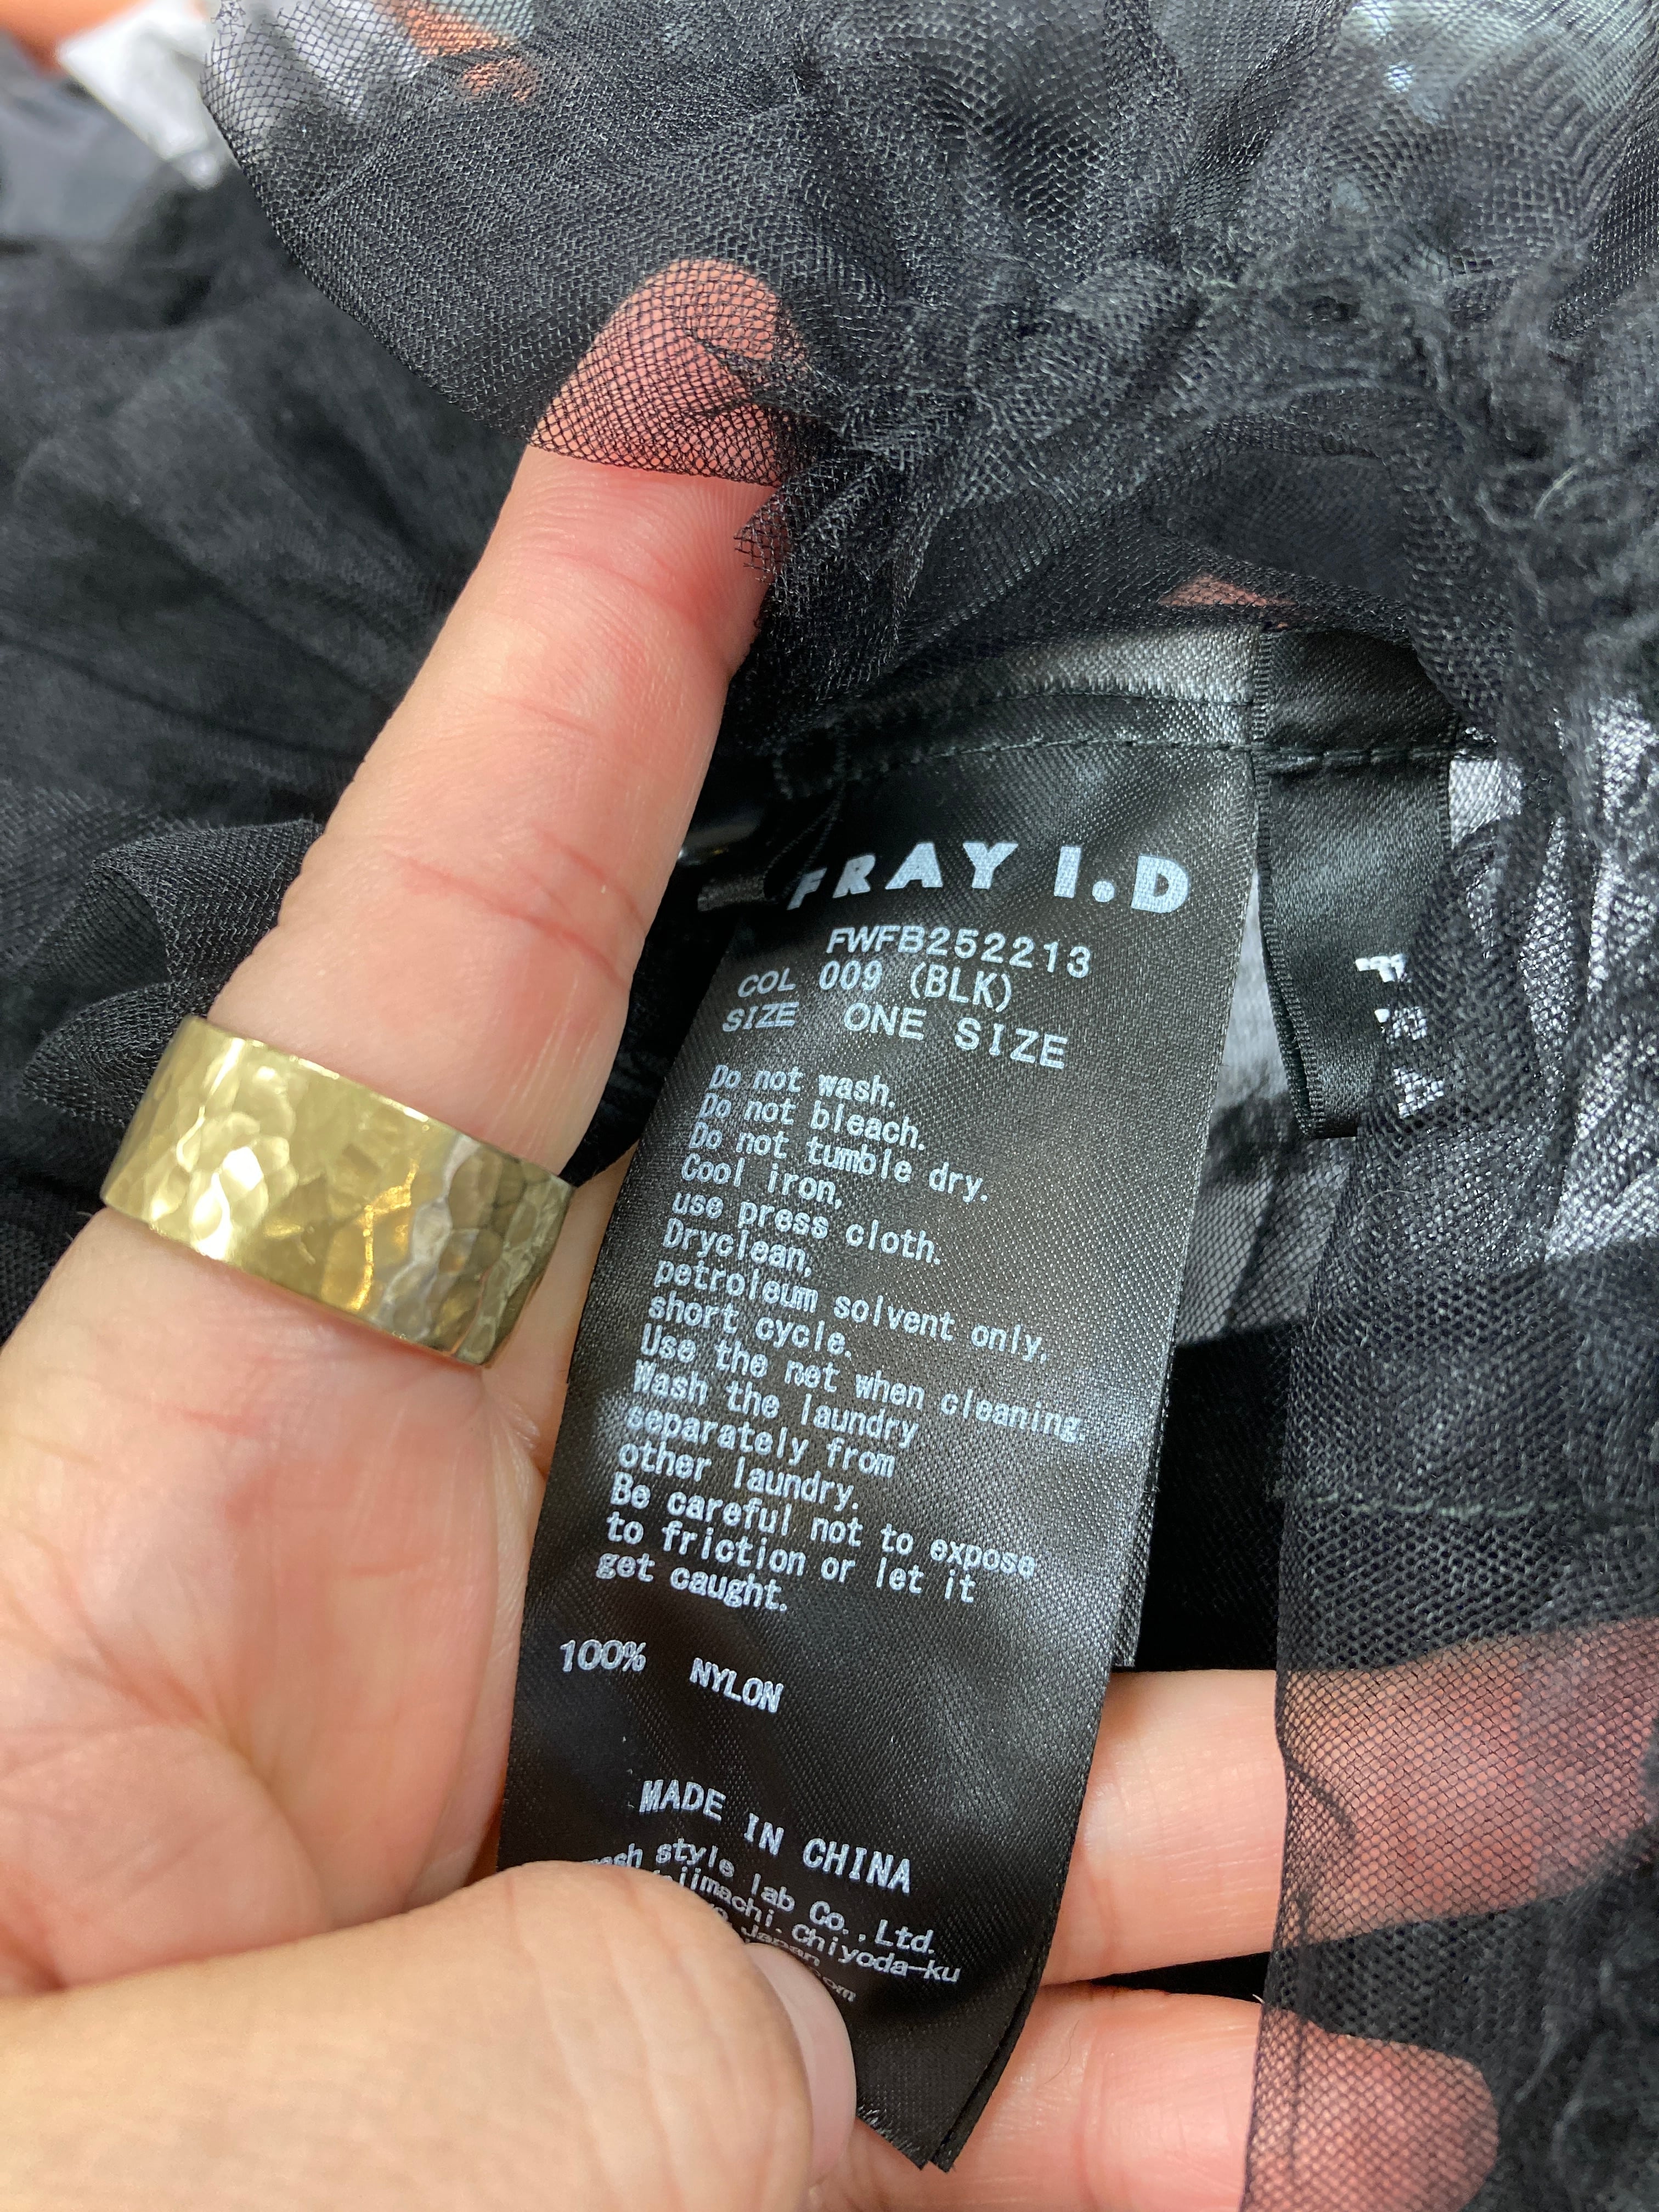 FRAY I.D
FWFB252213
COL 009 (BLK)
SIZE ONE SIZE
Do not wash.
Do not bleach.
Do not tumble dry.
Cool iron,
use press cloth.
Dryclean,
petroleum solvent only,
short cycle.
Use the net when cleaning.
Wash the laundry
separately from
other laundry.
Be careful not to expose
to friction or let it
get caught.
100% NYLON
MADE IN CHINA
style lab Co.,Ltd.
Chiyoda-ku
Japan